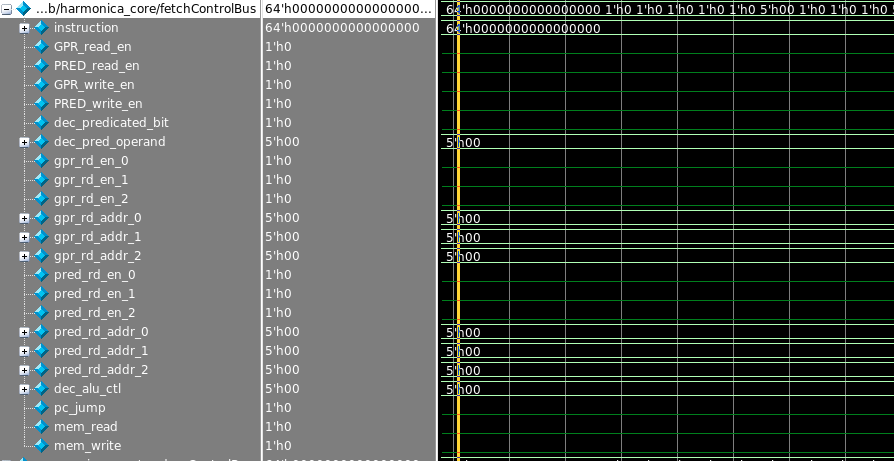 ...b/harmonica_core/fetchControlBus 64'h0000000000000000... 64'h0000000000000000 1'h0 1'h0 1'h0 1'h0 1'h0 5'h00 1'h0 1'h0 1'h0
instruction 64'h0000000000000000 64'h0000000000000000
GPR_read_en 1'h0
PRED_read_en 1'h0
GPR_write_en 1'h0
PRED_write_en 1'h0
dec_predicated_bit 1'h0
dec_pred_operand 5'h00 5'h00
gpr_rd_en_0 1'h0
gpr_rd_en_1 1'h0
gpr_rd_en_2 1'h0
gpr_rd_addr_0 5'h00 5'h00
gpr_rd_addr_1 5'h00 5'h00
gpr_rd_addr_2 5'h00 5'h00
pred_rd_en_0 1'h0
pred_rd_en_1 1'h0
pred_rd_en_2 1'h0
pred_rd_addr_0 5'h00 5'h00
pred_rd_addr_1 5'h00 5'h00
pred_rd_addr_2 5'h00 5'h00
dec_alu_ctl 5'h00 5'h00
pc_jump 1'h0
mem_read 1'h0
mem_write 1'h0